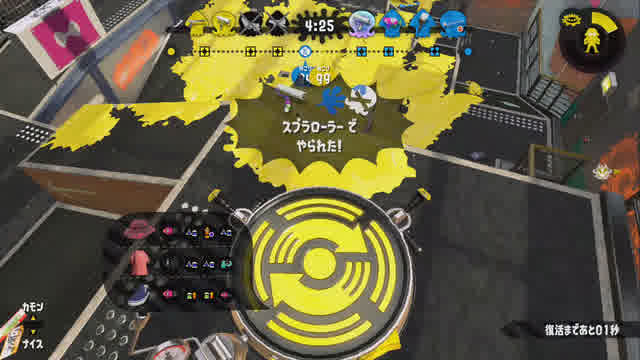 4:25
99
スプラローラー で
やられた!
カモン
ナイス
復活まであと01秒